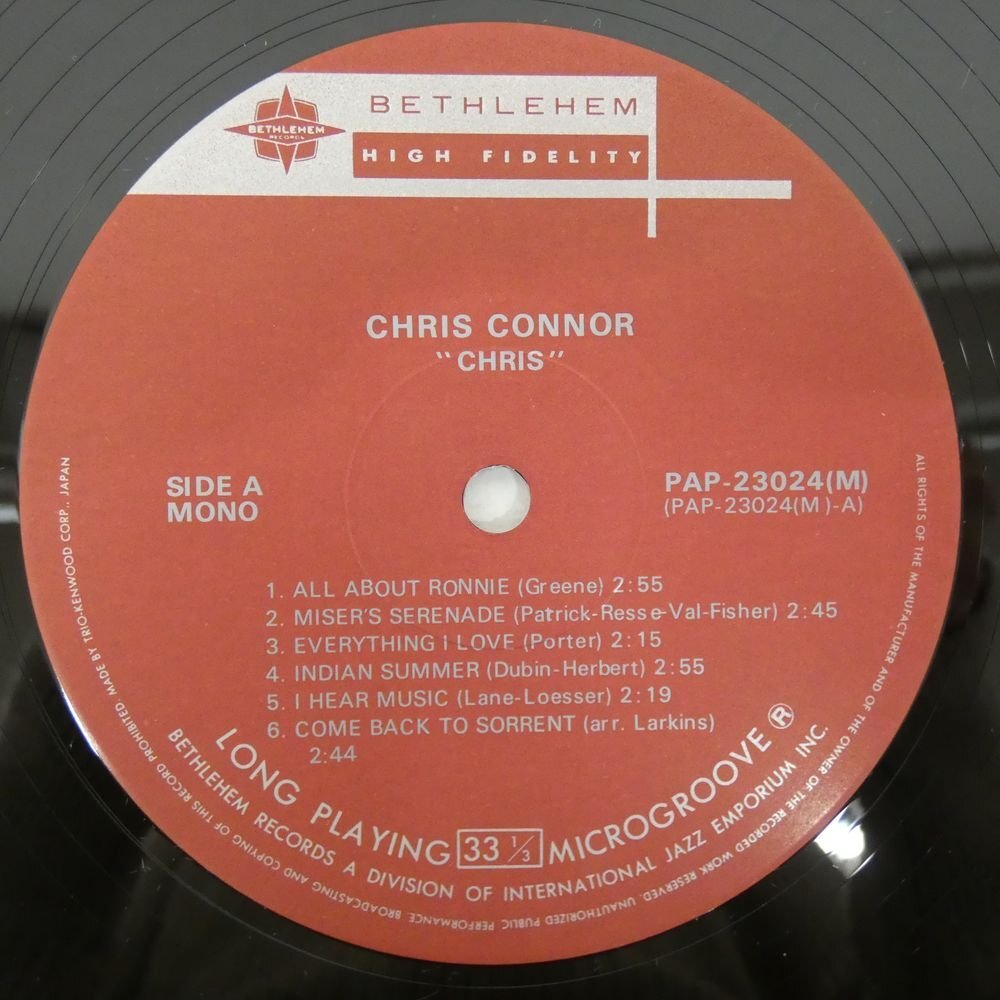 BETHLEHEM
RECORDS
BETHLEHEM
HIGH FIDELITY
CHRIS CONNOR
"CHRIS"
SIDE A
MONO
PAP-23024(M)
(PAP-23024(M)-A)
1. ALL ABOUT RONNIE (Greene) 2:55
2. MISER'S SERENADE (Patrick-Resse-Val-Fisher) 2:45
3. EVERYTHING I LOVE (Porter) 2:15
4. INDIAN SUMMER (Dubin-Herbert) 2:55
5. I HEAR MUSIC (Lane-Loesser) 2:19
6. COME BACK TO SORRENT (arr. Larkins)
2:44
LONG PLAYING 33 1/3 MICROGROOVE ®
BETHLEHEM RECORDS A DIVISION OF INTERNATIONAL JAZZ EMPORIUM INC.
ALL RIGHTS OF THE MANUFACTURER AND OF THE OWNER OF THE RECORDED WORK RESERVED. UNAUTHORIZED PUBLIC PERFORMANCE, BROADCASTING AND COPYING OF THIS RECORD PROHIBITED. MADE BY TRIO-KENWOOD CORP., JAPAN